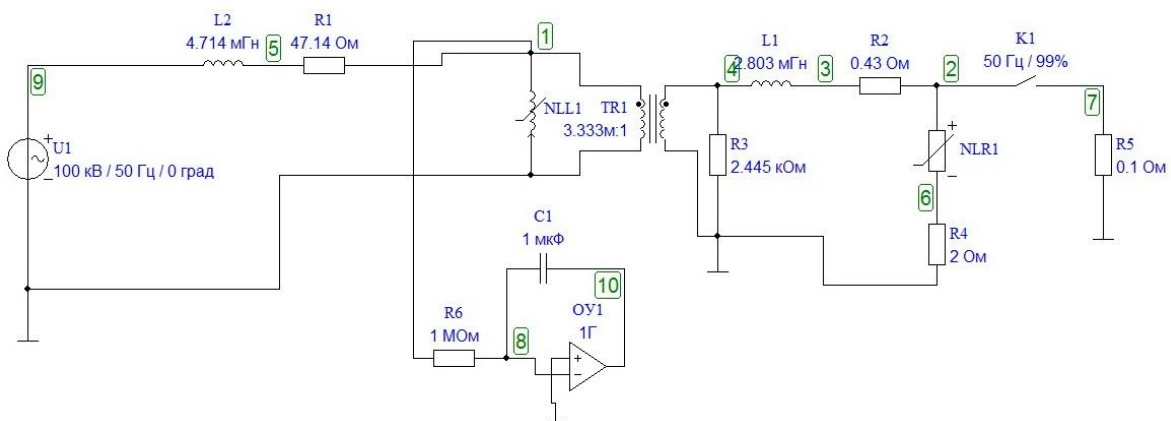 L2
4.714 мГн
5
R1
47.14 Ом
1
9
U1
100 кВ / 50 Гц / 0 град
NLL1
TR1
3.333м:1
4
L1
2.803 мГн
3
R2
0.43 Ом
2
K1
50 Гц / 99%
7
R3
2.445 кОм
NLR1
R5
0.1 Ом
6
R4
2 Ом
C1
1 мкФ
10
R6
1 МОм
8
ОУ1
1Г